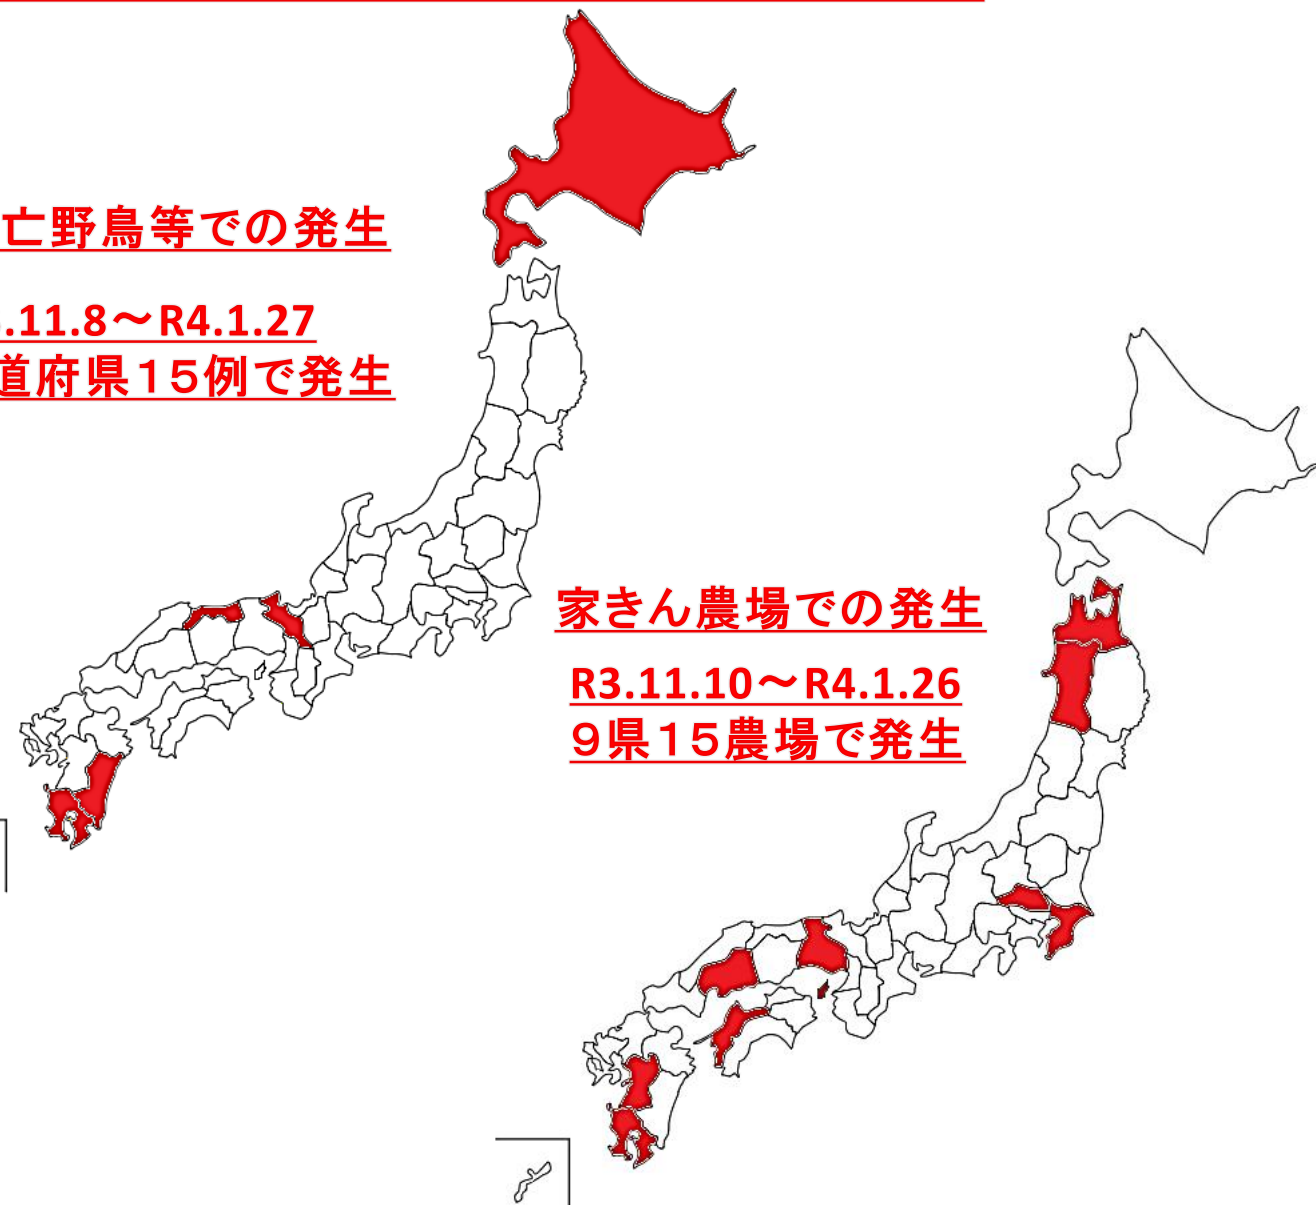 亡野鳥等での発生
.11.8～R4.1.27
道府県15例で発生
家きん農場での発生
R3.11.10～R4.1.26
9県15農場で発生